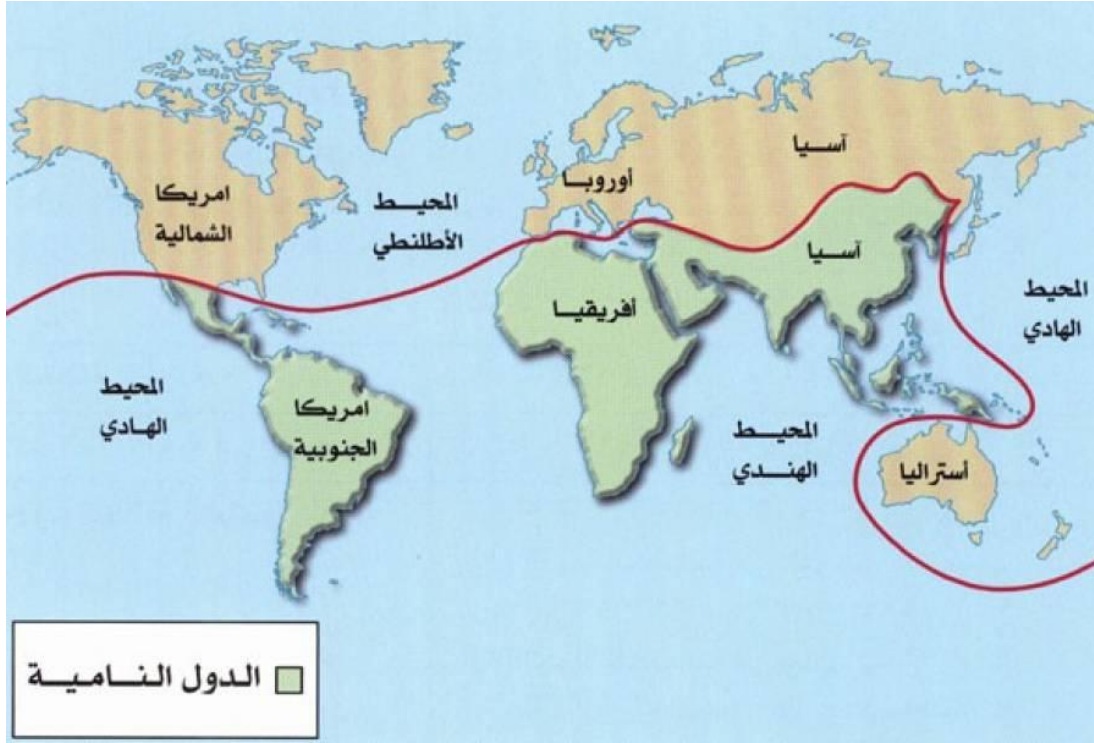 آسيا
أوروبا
امريكا
الشمالية
المحيط
الأطلنطي
آسيا
أفريقيا
المحيط
الهادي
المحيط
الهادي
امريكا
الجنوبية
المحيط
الهندي
أستراليا
الدول النامية